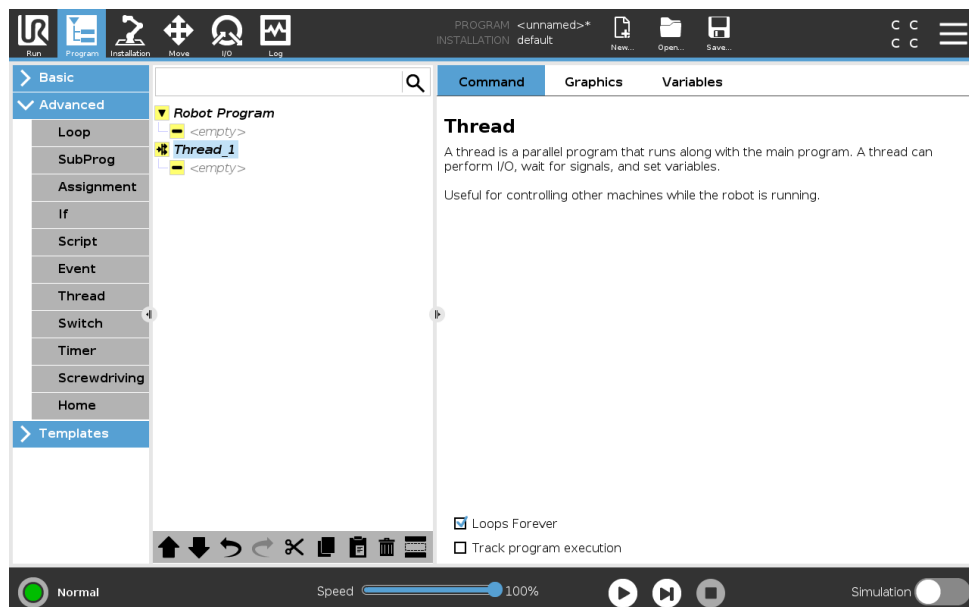 PROGRAM <unnamed>*
INSTALLATION default
UR
Run
Program
Installation
Move
I/O
Log
New...
Open...
Save...
C C
C C
Basic
Advanced
Loop
SubProg
Assignment
If
Script
Event
Thread
Switch
Timer
Screwdriving
Home
Templates
Robot Program
<empty>
Thread_1
<empty>
Command
Graphics
Variables
Thread
A thread is a parallel program that runs along with the main program. A thread can
perform I/O, wait for signals, and set variables.
Useful for controlling other machines while the robot is running.
Loops Forever
Track program execution
Normal
Speed
100%
Simulation